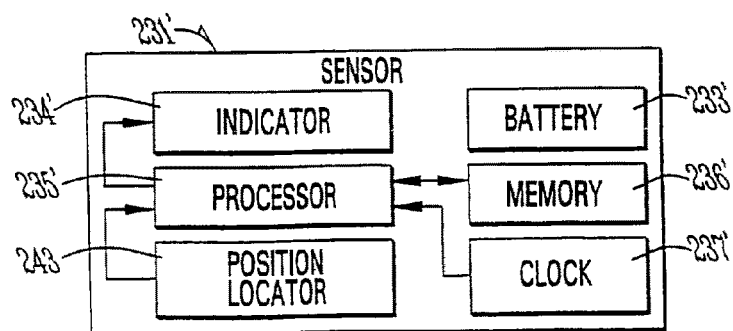 231'
SENSOR
234'
INDICATOR
BATTERY
233'
235'
PROCESSOR
MEMORY
236'
243
POSITION
LOCATOR
CLOCK
237'